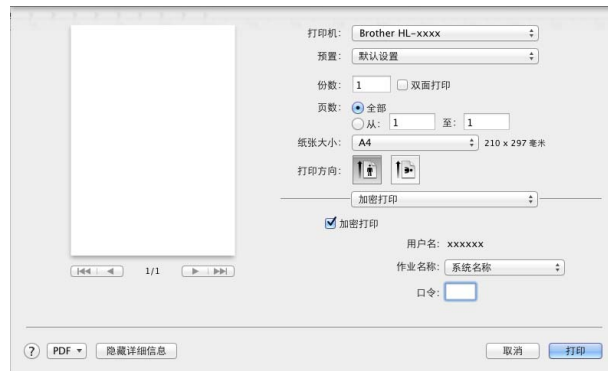 打印机: Brother HL-xxxx
预置: 默认设置
份数: 1 双面打印
页数: 全部
从: 1 至: 1
纸张大小: A4 210 x 297 毫米
打印方向:
加密打印
加密打印
用户名: xxxxxx
作业名称: 系统名称
口令:
1/1
? PDF 隐藏详细信息 取消 打印